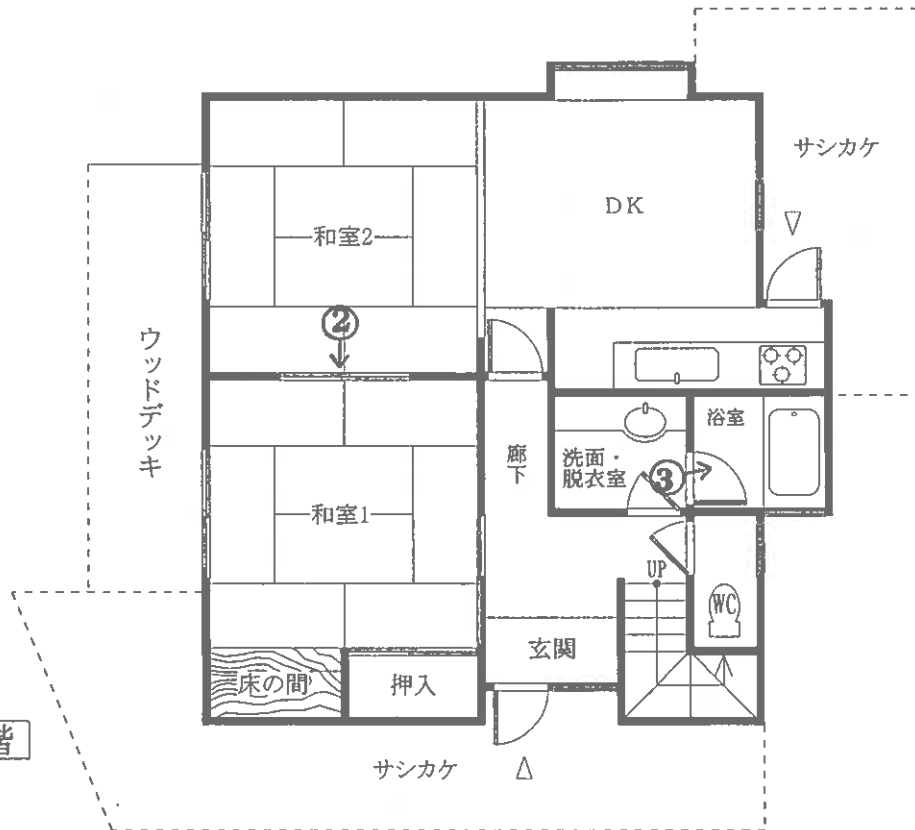 サシカケ
DK
和室2
②
ウッドデッキ
浴室
廊下
洗面・
脱衣室
③
和室1
UP
WC
玄関
床の間
押入
階
サシカケ